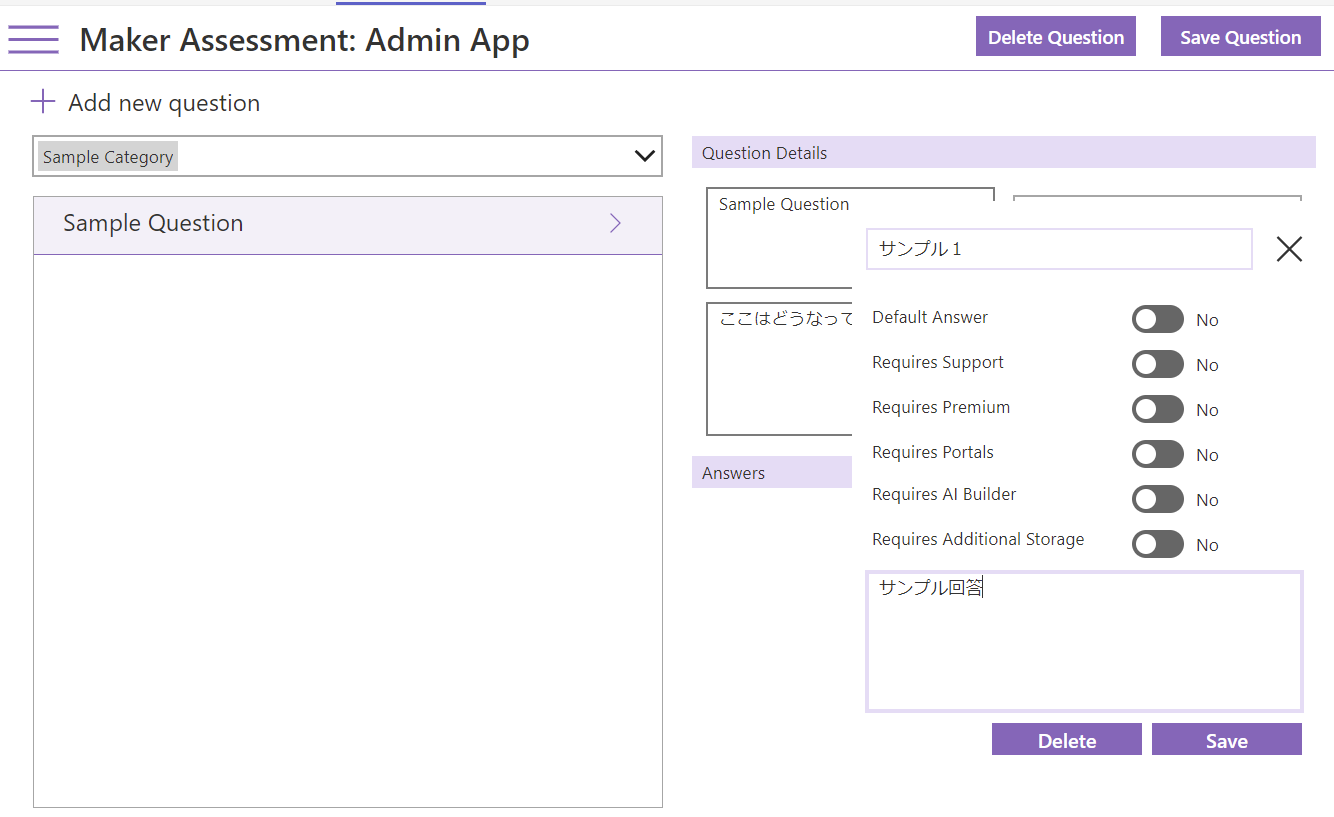 Maker Assessment: Admin App
Delete Question
Save Question
Add new question
Sample Category
Sample Question
Question Details
Sample Question
ここはどうなって
Answers
サンプル１
Default Answer
No
Requires Support
No
Requires Premium
No
Requires Portals
No
Requires AI Builder
No
Requires Additional Storage
No
サンプル回答
Delete
Save